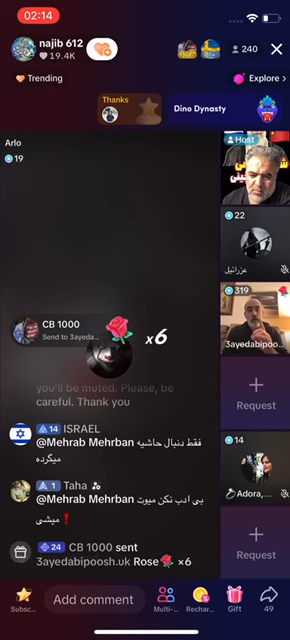 02:14
najib 612
19.4K
240
Trending
Explore >
Thanks
Dino Dynasty
Arlo
19
Host
22
عزرائیل
319
3ayedabipoo...
Request
14
Adora,...
Request
CB 1000
Send to 3ayeda...
x6
you'll be muted. Please, be
careful. Thank you
14 ISRAEL
@Mehrab Mehrban فقط دنبال حاشیه
میگرده
1 Taha
@Mehrab Mehrban بی ادب نکن میوت
میشی❗
24 CB 1000 sent
3ayedabipoosh.uk Rose🌹 ×6
Subsc...
Add comment
Multi-...
Rechar...
Gift
49